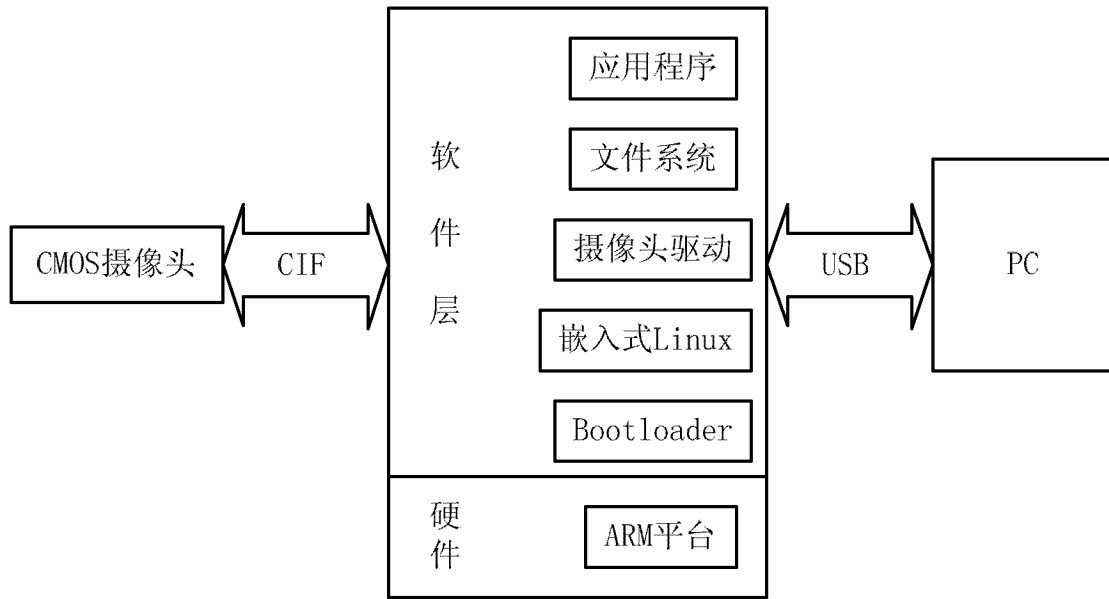 CMOS摄像头
CIF
软
件
层
应用程序
文件系统
摄像头驱动
嵌入式Linux
Bootloader
硬
件
ARM平台
USB
PC